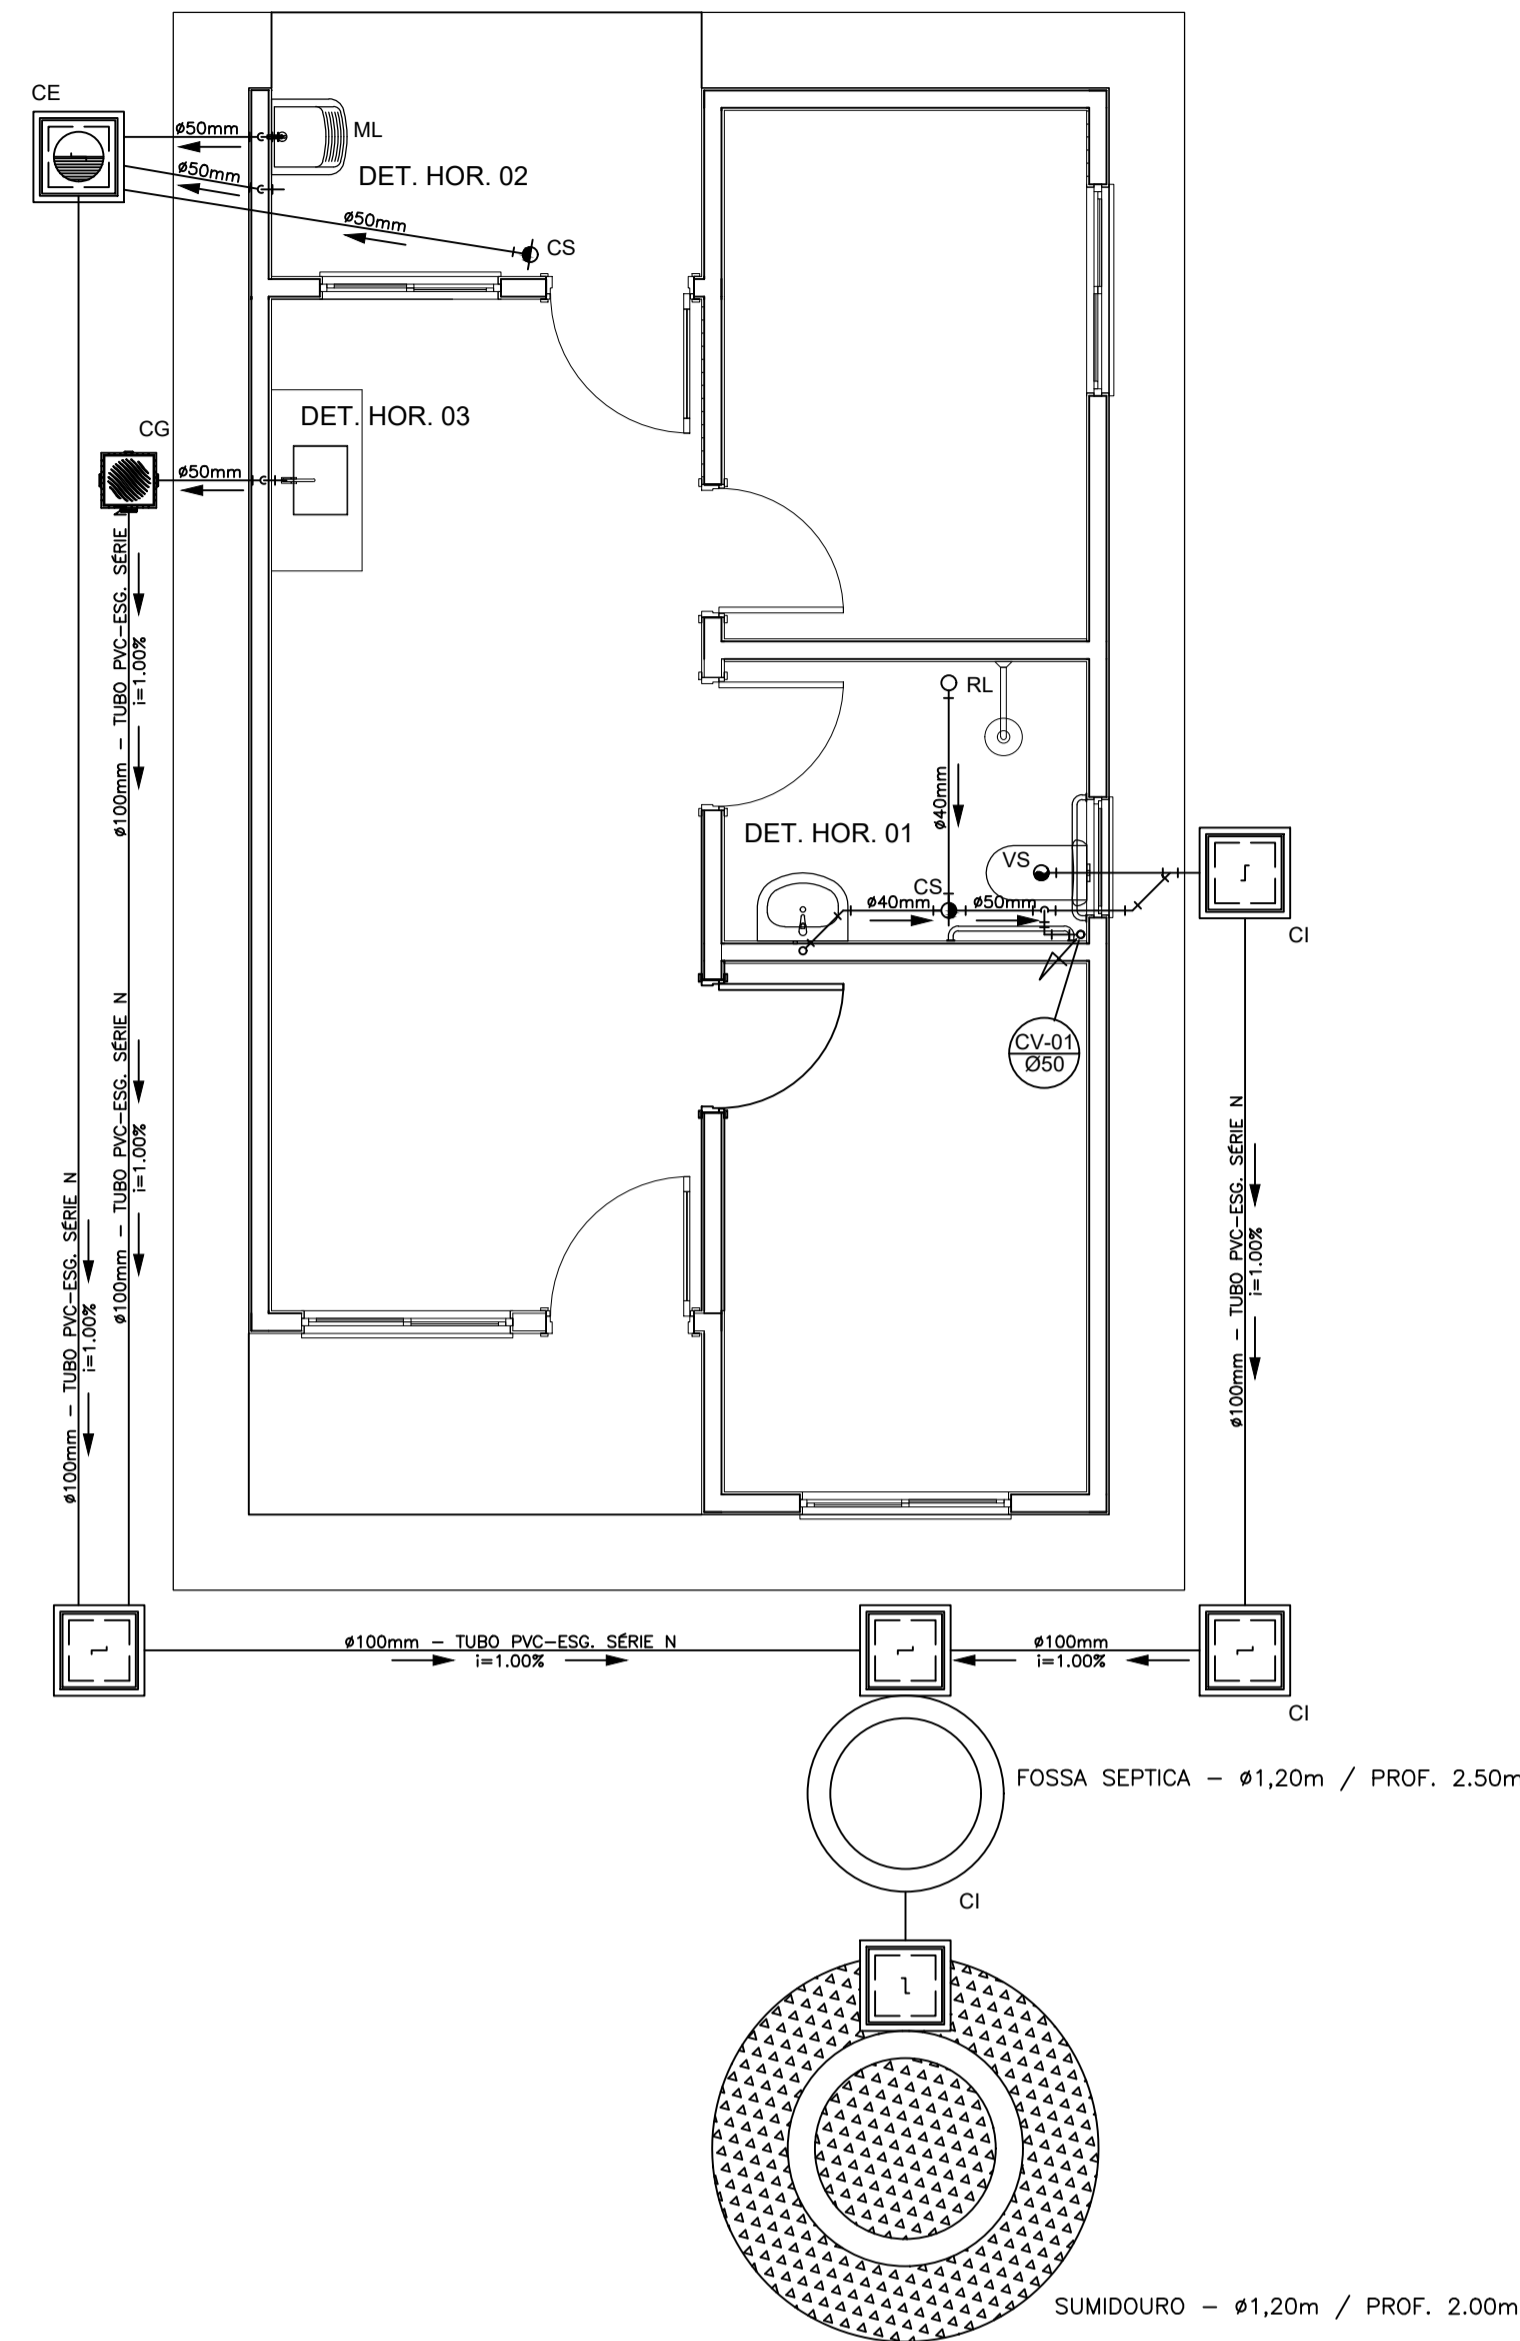 CE
ø50mm
ML
ø50mm
DET. HOR. 02
ø50mm
CS
DET. HOR. 03
CG
ø50mm
ø100mm – TUBO PVC–ESG. SÉRIE N
i=1.00%
RL
ø40mm
DET. HOR. 01
VS
CS
ø40mm
ø50mm
CI
CV-01
Ø50
ø100mm – TUBO PVC–ESG. SÉRIE N
i=1.00%
ø100mm – TUBO PVC–ESG. SÉRIE N
i=1.00%
ø100mm – TUBO PVC–ESG. SÉRIE N
i=1.00%
ø100mm – TUBO PVC–ESG. SÉRIE N
i=1.00%
ø100mm
i=1.00%
CI
FOSSA SEPTICA – ø1,20m / PROF. 2.50m
CI
SUMIDOURO – ø1,20m / PROF. 2.00m